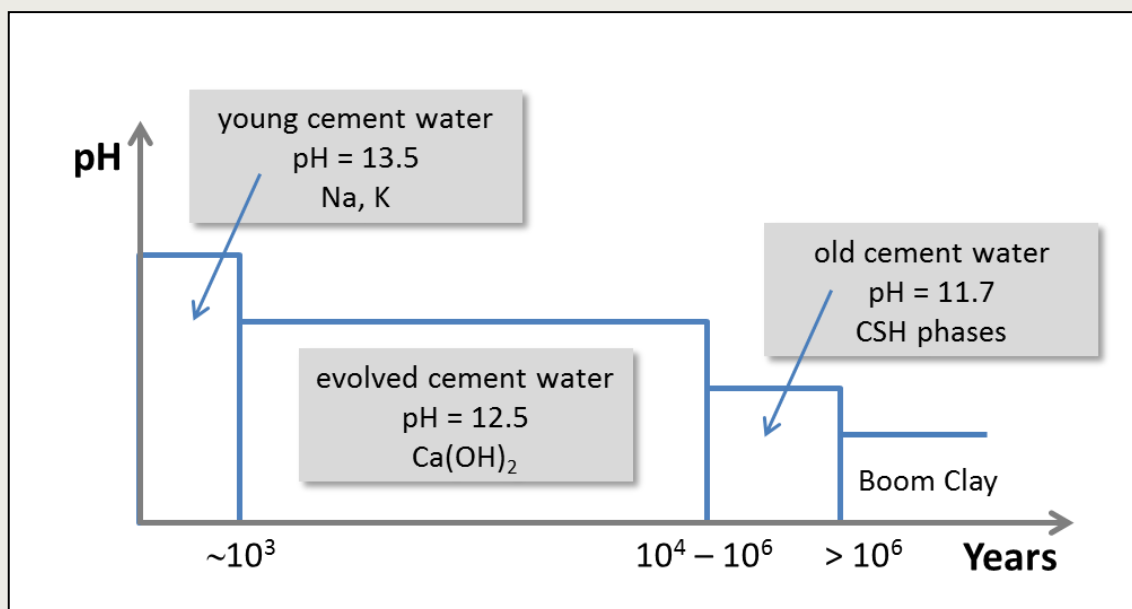 young cement water
pH = 13.5
Na, K
pH
old cement water
pH = 11.7
CSH phases
evolved cement water
pH = 12.5
Ca(OH)₂
Boom Clay
~10³
10⁴ – 10⁶
> 10⁶
Years